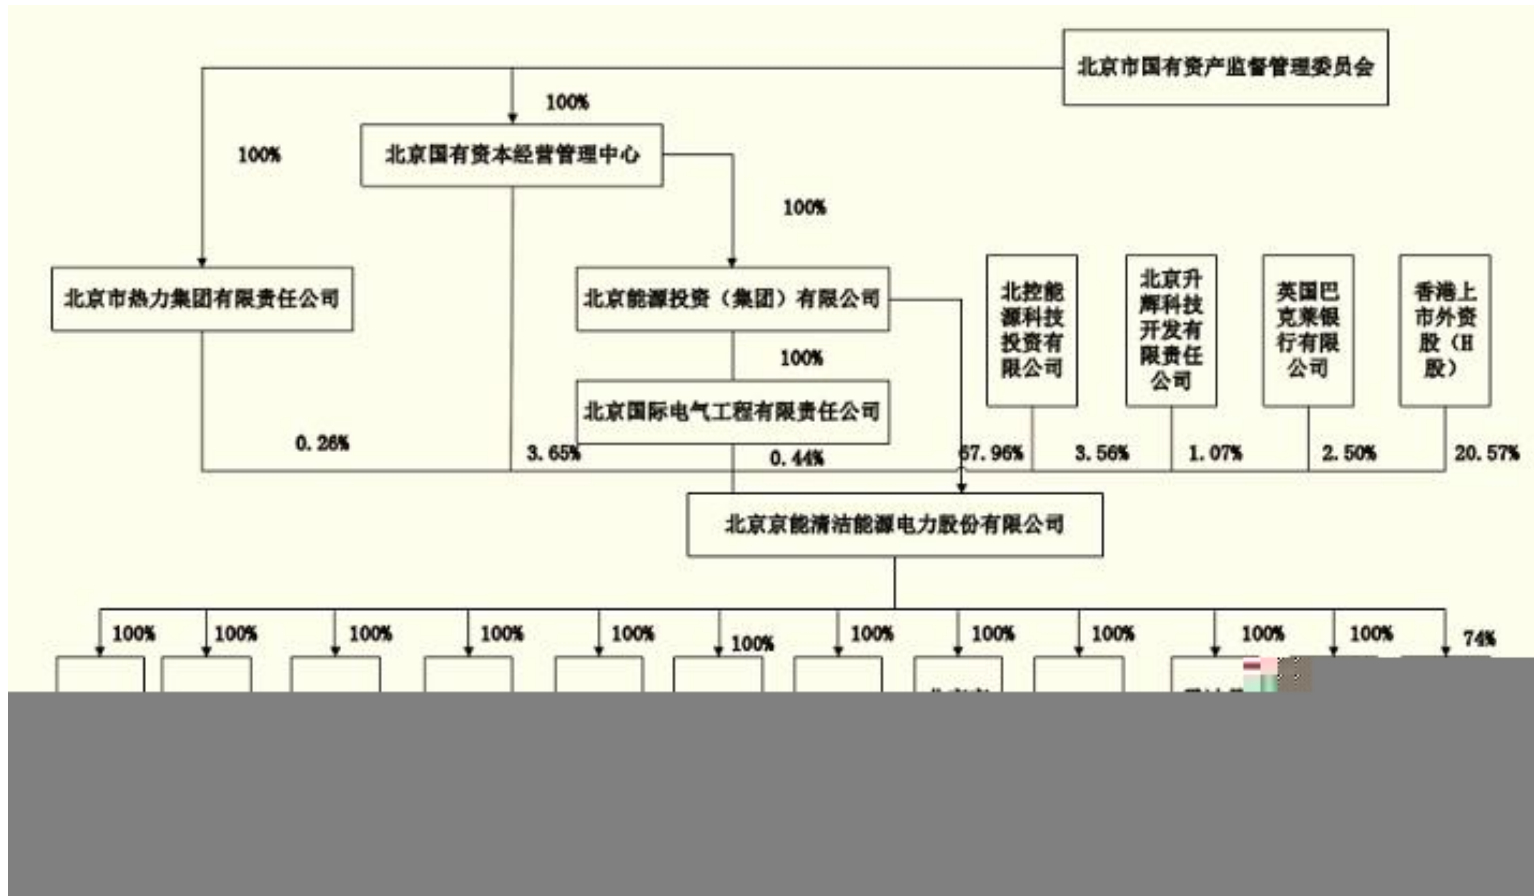 北京市国有资产监督管理委员会
100%
北京国有资本经营管理中心
100%
100%
北京市热力集团有限责任公司
北京能源投资（集团）有限公司
北控能
源科技
投资有
限公司
北京升
辉科技
开发有
限责任
公司
英国巴
克莱银
行有限
公司
香港上
市外资
股（H
股）
100%
北京国际电气工程有限责任公司
0.26%
3.65%
0.44%
67.96%
3.56%
1.07%
2.50%
20.57%
北京京能清洁能源电力股份有限公司
100%
100%
100%
100%
100%
100%
100%
100%
100%
100%
100%
74%